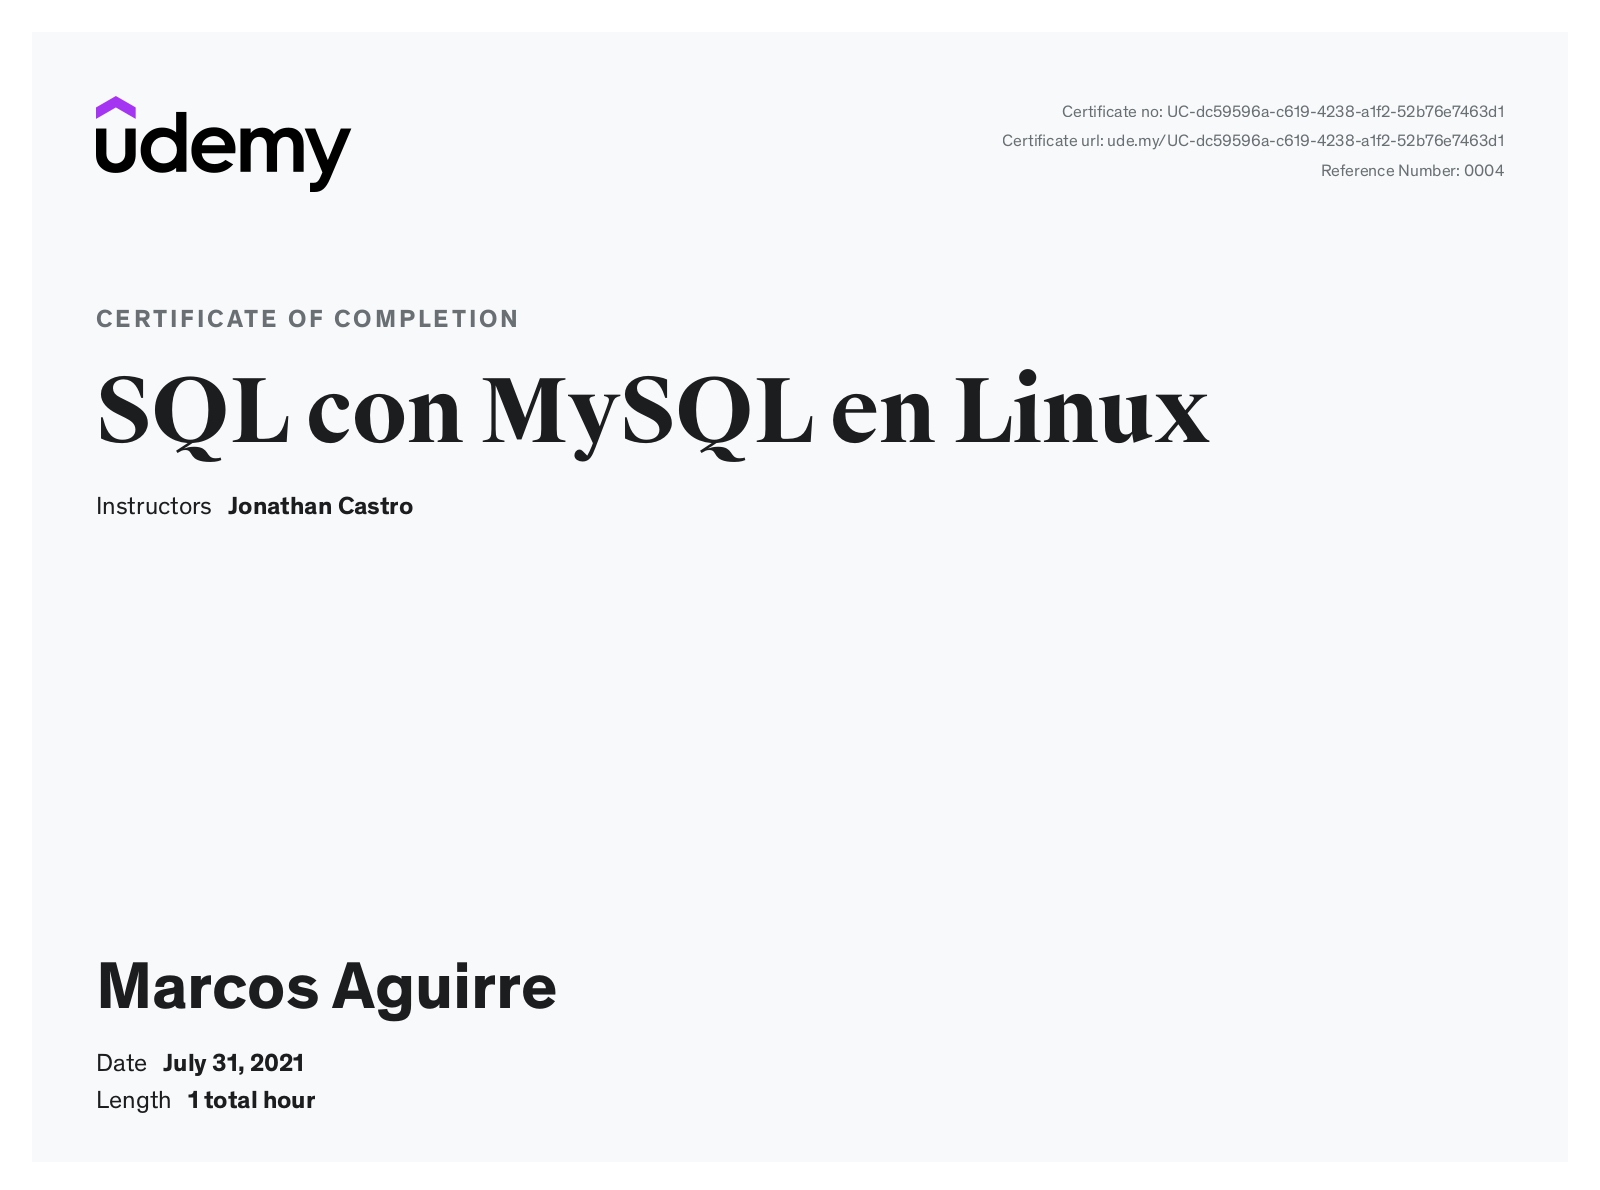 udemy
Certificate no: UC-dc59596a-c619-4238-a1f2-52b76e7463d1
Certificate url: ude.my/UC-dc59596a-c619-4238-a1f2-52b76e7463d1
Reference Number: 0004
CERTIFICATE OF COMPLETION
SQL con MySQL en Linux
Instructors Jonathan Castro
Marcos Aguirre
Date July 31, 2021
Length 1 total hour